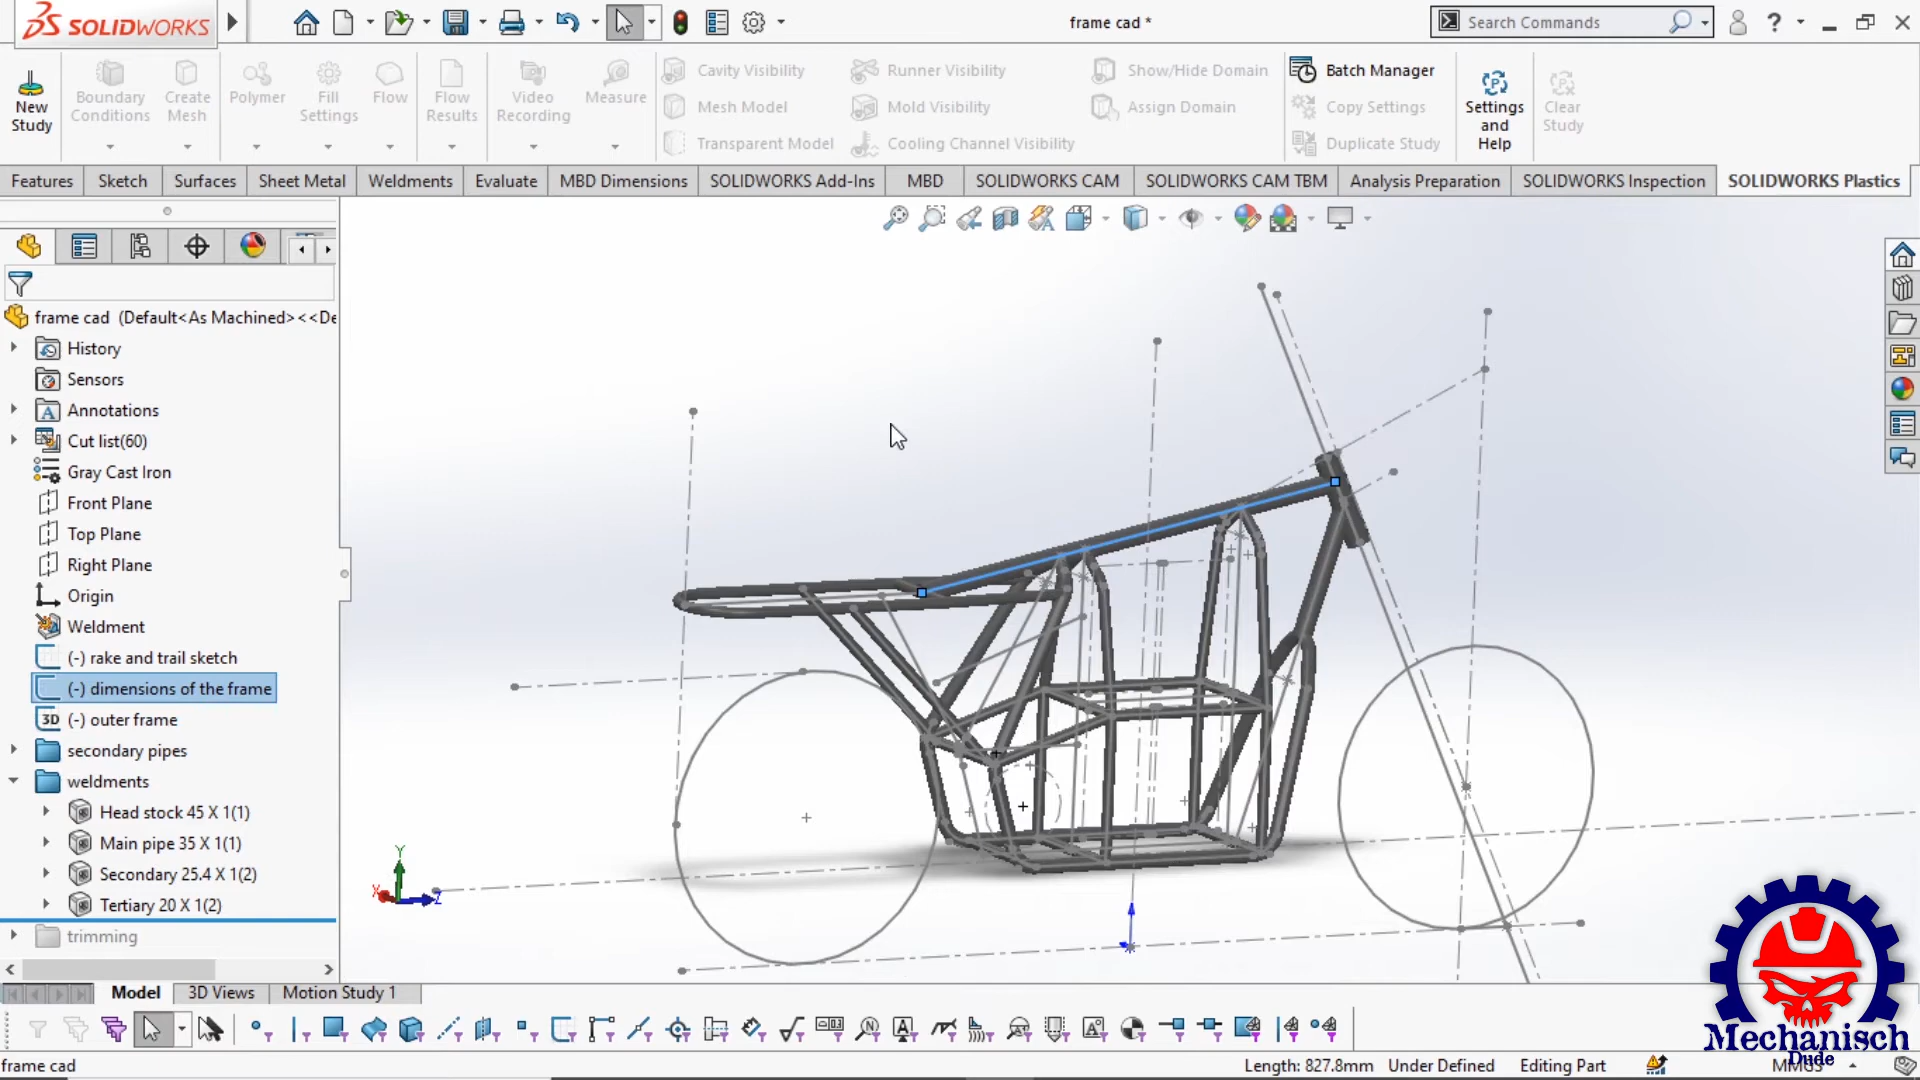 SOLIDWORKS
frame cad *
Search Commands
New Study
Boundary Conditions
Create Mesh
Polymer
Fill Settings
Flow
Flow Results
Video Recording
Measure
Cavity Visibility
Runner Visibility
Show/Hide Domain
Mesh Model
Mold Visibility
Assign Domain
Transparent Model
Cooling Channel Visibility
Batch Manager
Copy Settings
Duplicate Study
Settings and Help
Clear Study
Features
Sketch
Surfaces
Sheet Metal
Weldments
Evaluate
MBD Dimensions
SOLIDWORKS Add-Ins
MBD
SOLIDWORKS CAM
SOLIDWORKS CAM TBM
Analysis Preparation
SOLIDWORKS Inspection
SOLIDWORKS Plastics
frame cad (Default<As Machined><<De
History
Sensors
Annotations
Cut list(60)
Gray Cast Iron
Front Plane
Top Plane
Right Plane
Origin
Weldment
(-) rake and trail sketch
(-) dimensions of the frame
3D (-) outer frame
secondary pipes
weldments
Head stock 45 X 1(1)
Main pipe 35 X 1(1)
Secondary 25.4 X 1(2)
Tertiary 20 X 1(2)
trimming
Y
X
Z
Model
3D Views
Motion Study 1
Mechanisch
Dude
frame cad
Length: 827.8mm
Under Defined
Editing Part
MMGS